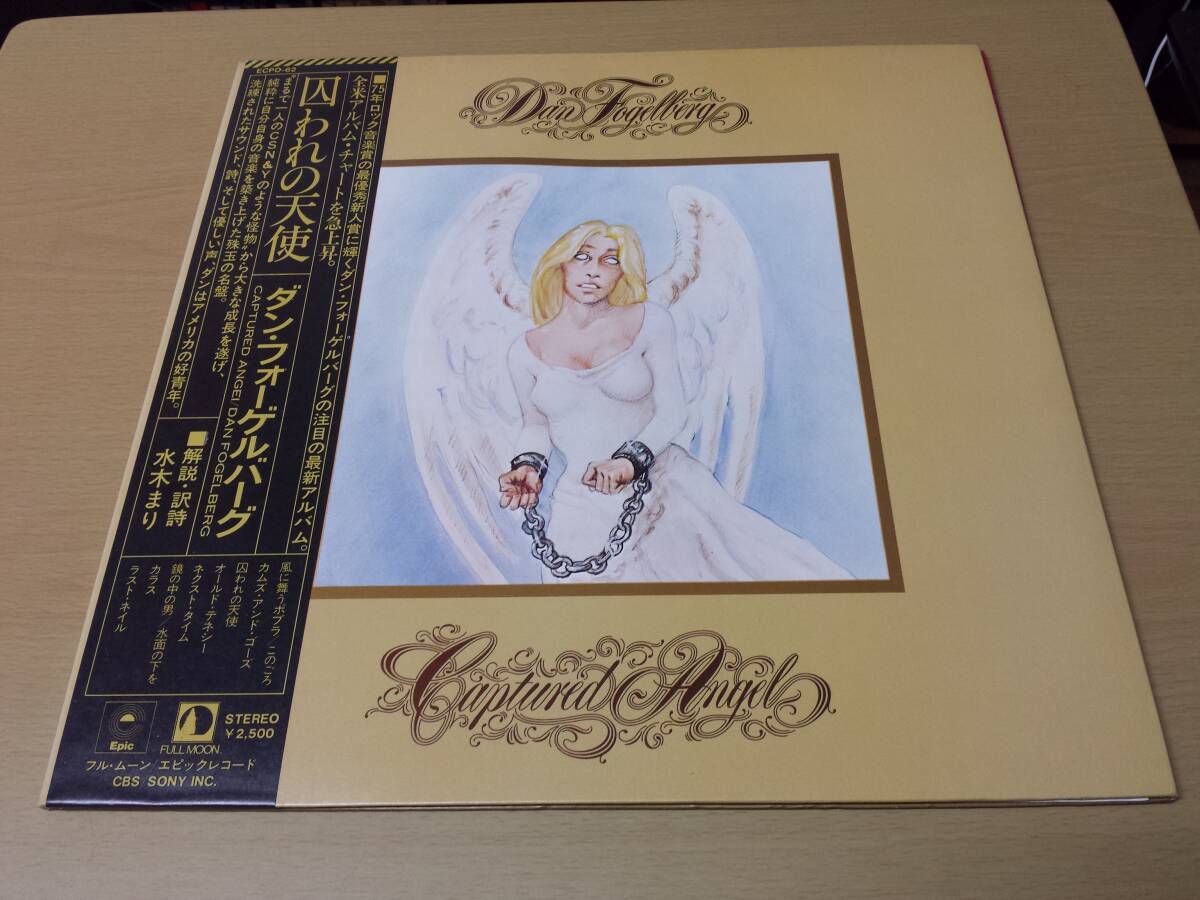 ECPO-62
■75年ロック音楽賞の最優秀新人賞に輝くダン・フォーゲルバーグの注目の最新アルバム。
全米アルバム・チャートを急上昇。
囚われの天使
ダン・フォーゲルバーグ
CAPTURED ANGEL/DAN FOGELBERG
“まるで一人のCSN&Yのような怪物”から大きな成長を遂げ、
純粋に自分自身の音楽を築き上げた珠玉の名盤。
洗練されたサウンド、詩、そして優しい声、ダンはアメリカの好青年。
■解説・訳詩
水木まり
風に舞うポプラ/このごろ
カムズ・アンド・ゴーズ
囚われの天使
オールド・テネシー
ネクスト・タイム
鏡の中の男/水面の下を
カラス
ラスト・ネイル
Epic
FULL MOON
STEREO
¥2,500
フル・ムーン/エピックレコード
CBS/SONY INC.
Dan Fogelberg
Captured Angel